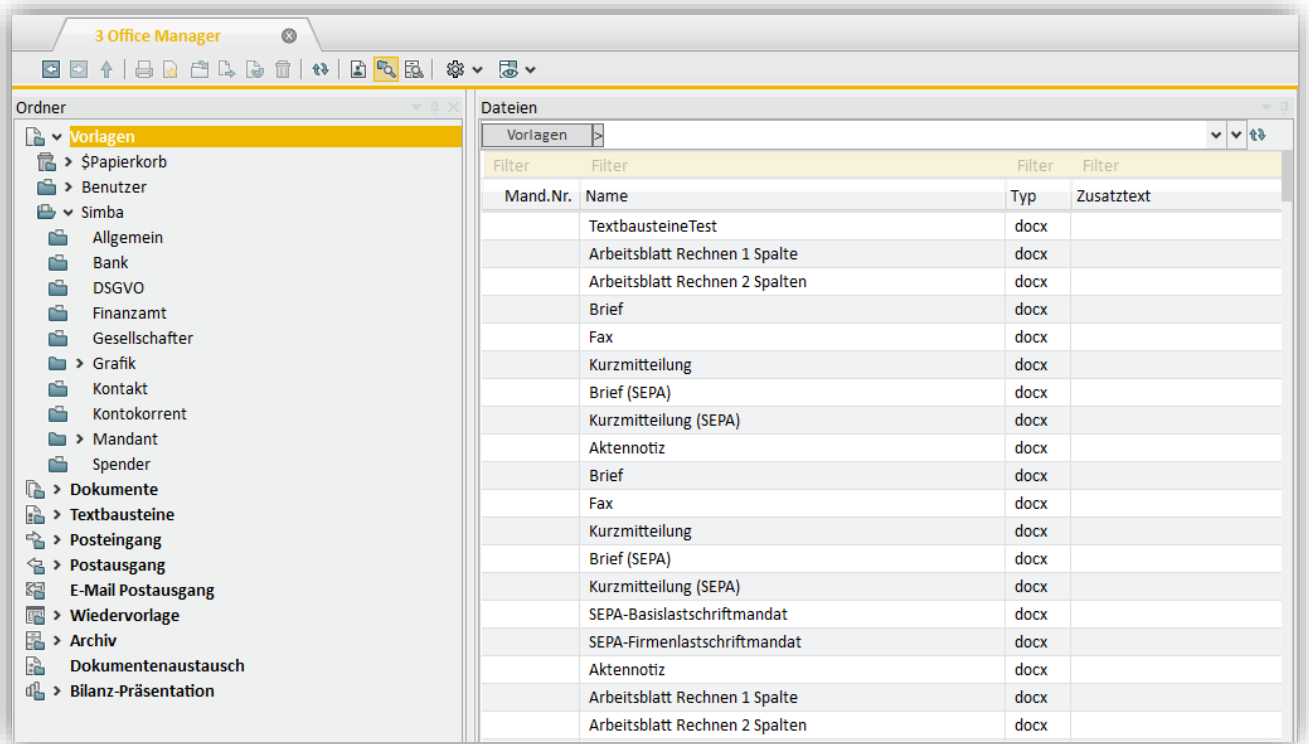 3 Office Manager
Ordner
Vorlagen
$Papierkorb
Benutzer
Simba
Allgemein
Bank
DSGVO
Finanzamt
Gesellschafter
Grafik
Kontakt
Kontokorrent
Mandant
Spender
Dokumente
Textbausteine
Posteingang
Postausgang
E-Mail Postausgang
Wiedervorlage
Archiv
Dokumentenaustausch
Bilanz-Präsentation
Dateien
Vorlagen >
Filter Filter Filter Filter
Mand.Nr. Name Typ Zusatztext
TextbausteineTest docx
Arbeitsblatt Rechnen 1 Spalte docx
Arbeitsblatt Rechnen 2 Spalten docx
Brief docx
Fax docx
Kurzmitteilung docx
Brief (SEPA) docx
Kurzmitteilung (SEPA) docx
Aktennotiz docx
Brief docx
Fax docx
Kurzmitteilung docx
Brief (SEPA) docx
Kurzmitteilung (SEPA) docx
SEPA-Basislastschriftmandat docx
SEPA-Firmenlastschriftmandat docx
Aktennotiz docx
Arbeitsblatt Rechnen 1 Spalte docx
Arbeitsblatt Rechnen 2 Spalten docx